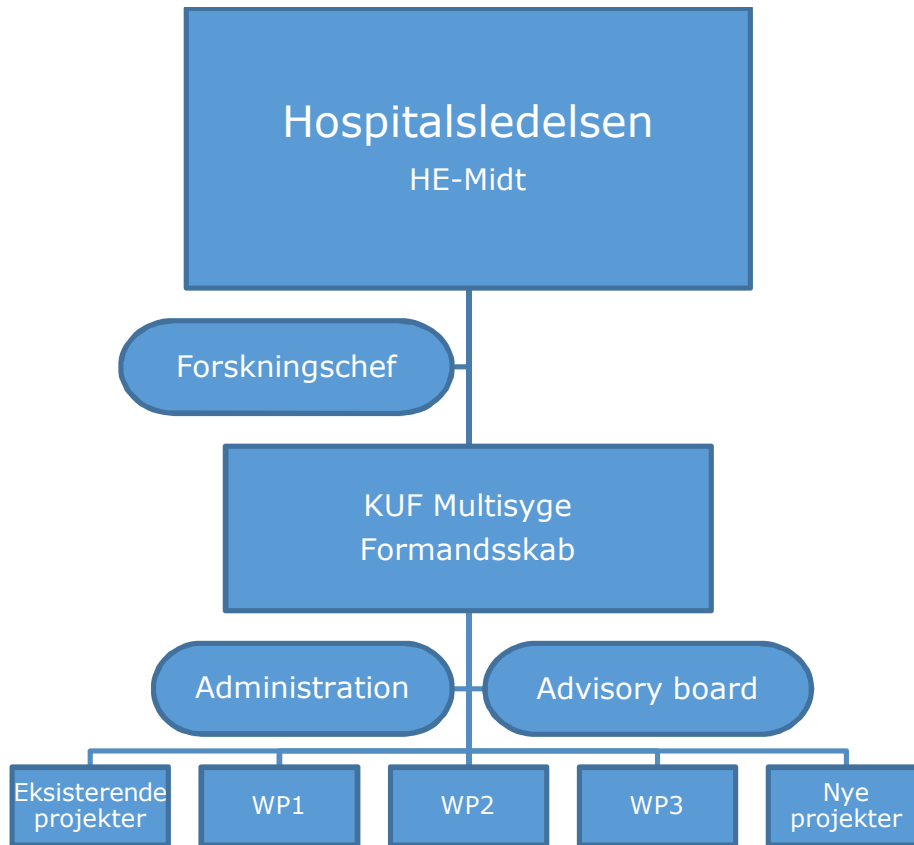 Hospitalsledelsen
HE-Midt
Forskningschef
KUF Multisyge
Formandsskab
Administration
Advisory board
Eksisterende
projekter
WP1
WP2
WP3
Nye
projekter